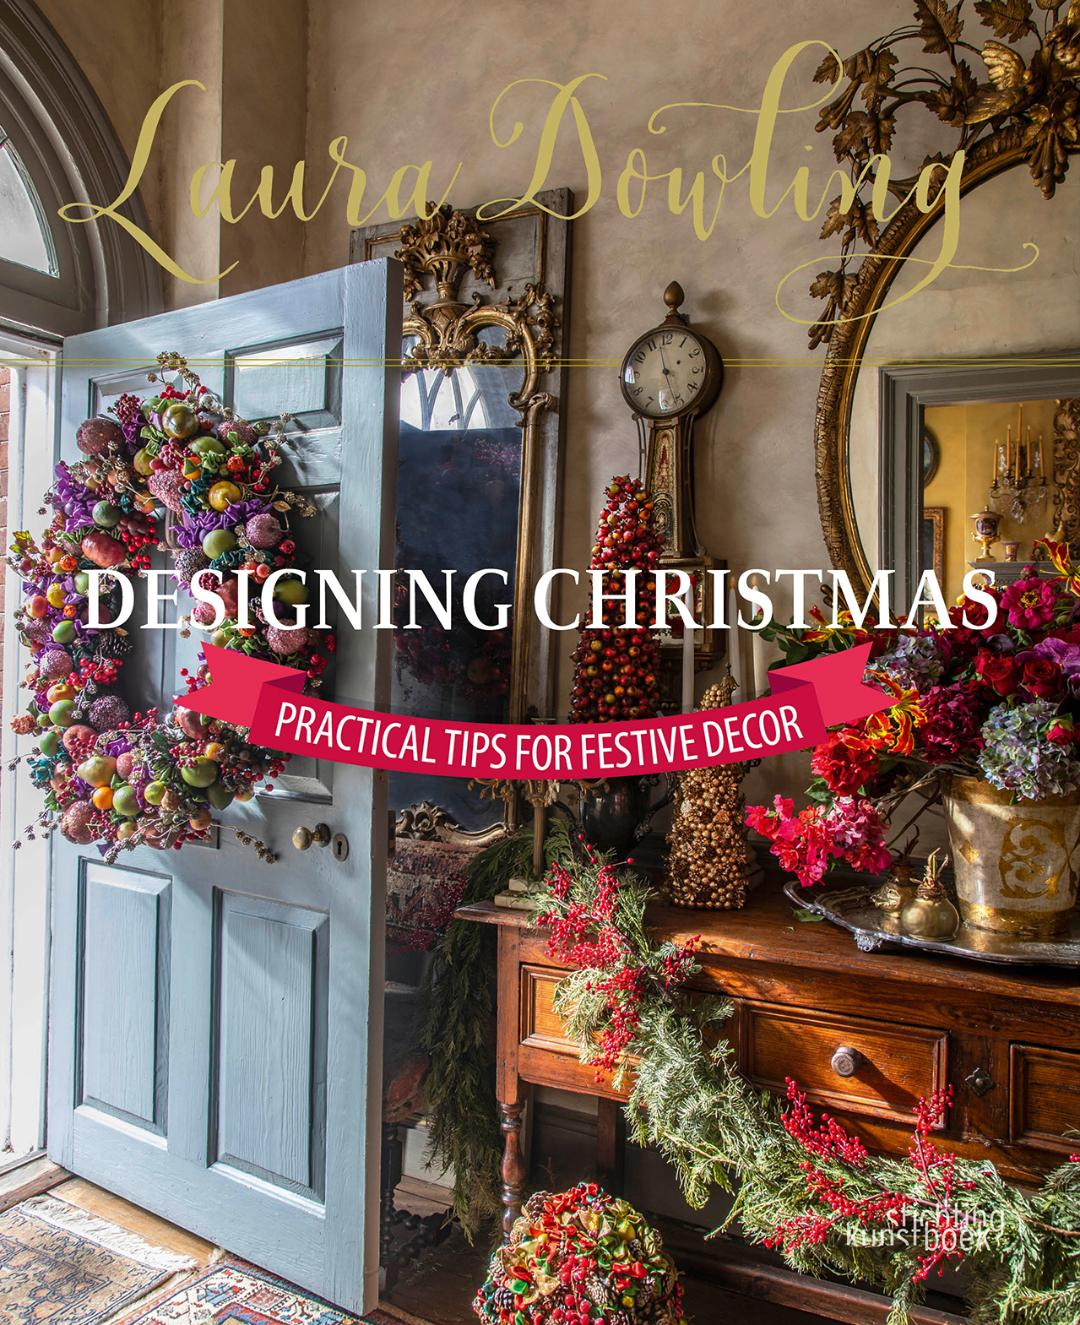 Laura Dowling
DESIGNING CHRISTMAS
PRACTICAL TIPS FOR FESTIVE DECOR
stichting
kunstboek